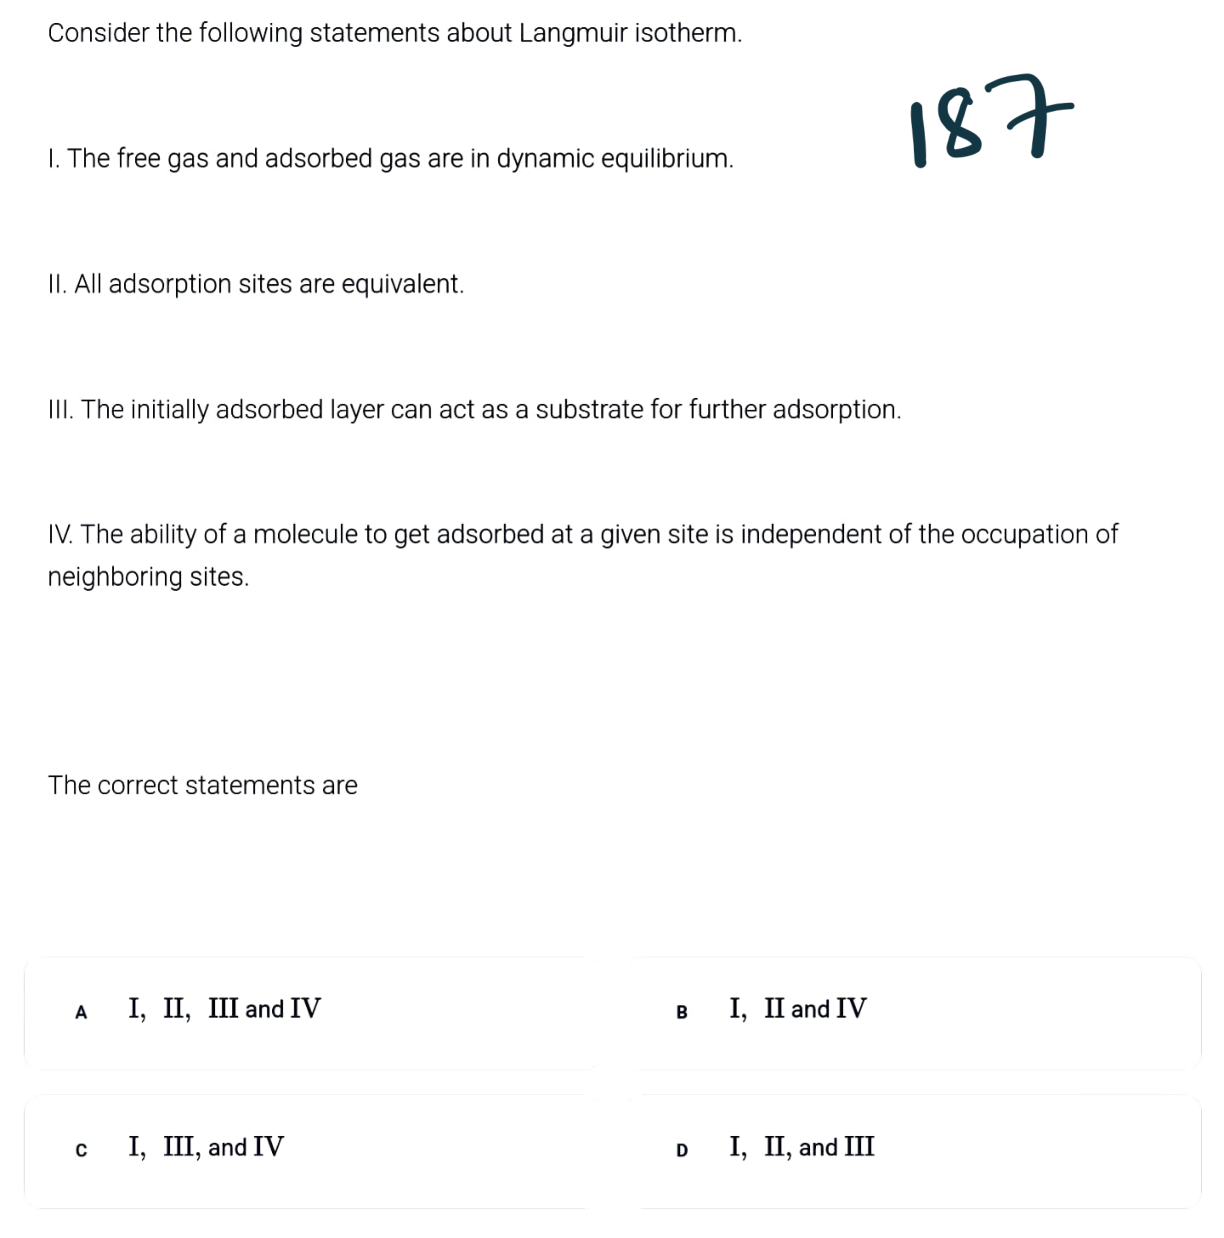 Consider the following statements about Langmuir isotherm.
187
I. The free gas and adsorbed gas are in dynamic equilibrium.
II. All adsorption sites are equivalent.
III. The initially adsorbed layer can act as a substrate for further adsorption.
IV. The ability of a molecule to get adsorbed at a given site is independent of the occupation of
neighboring sites.
The correct statements are
A I, II, III and IV
B I, II and IV
C I, III, and IV
D I, II, and III